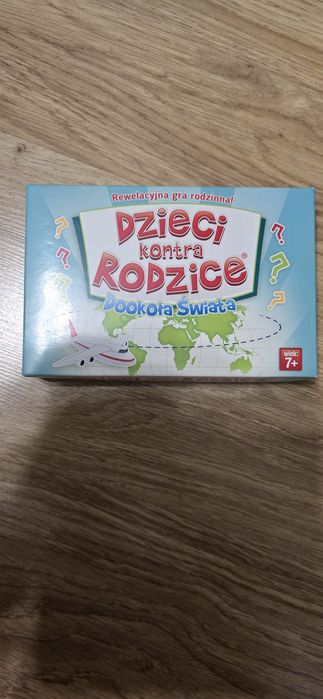 Rewelacyjna gra rodzinna!
Dzieci
kontra
Rodzice®
Dookoła Świata
wiek:
7+